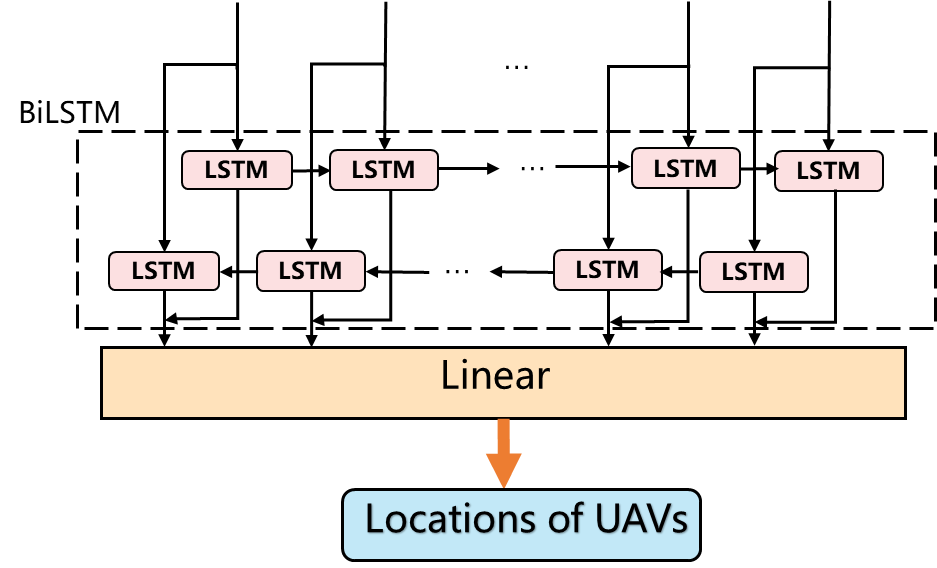 ...
BiLSTM
LSTM LSTM ... LSTM LSTM
LSTM LSTM ... LSTM LSTM
Linear
Locations of UAVs